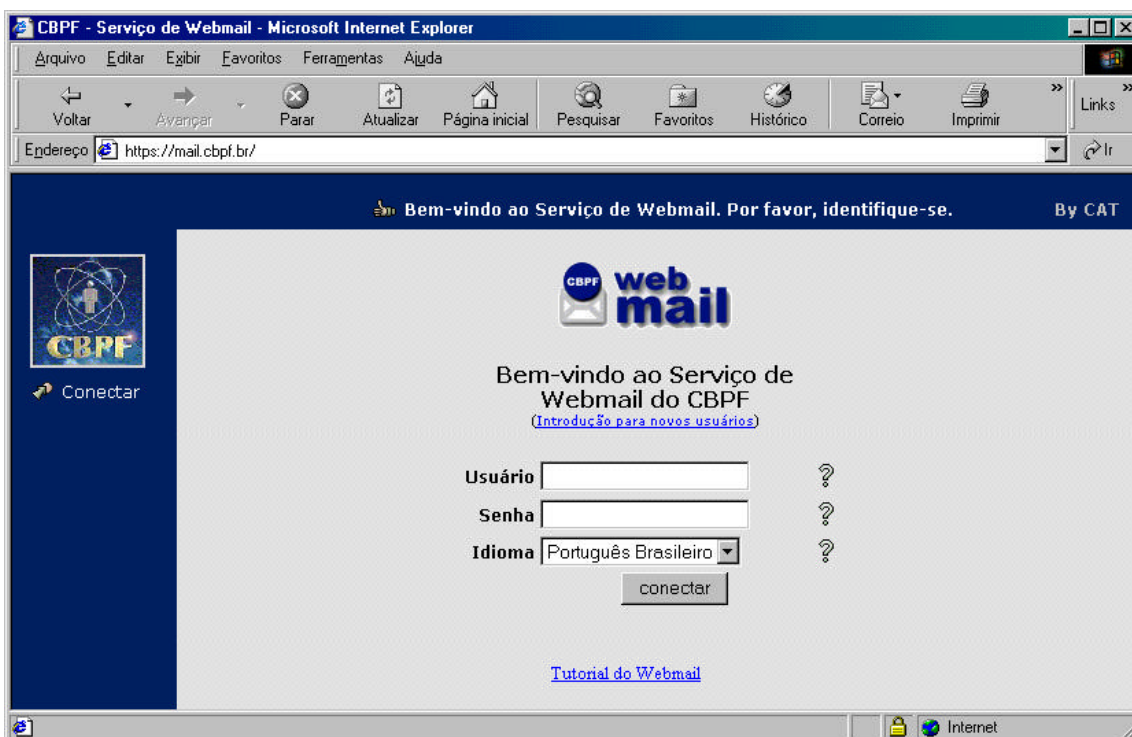 CBPF - Serviço de Webmail - Microsoft Internet Explorer
Arquivo Editar Exibir Favoritos Ferramentas Ajuda
Voltar Avançar Parar Atualizar Página inicial Pesquisar Favoritos Histórico Correio Imprimir » Links »
Endereço https://mail.cbpf.br/ Ir
Bem-vindo ao Serviço de Webmail. Por favor, identifique-se. By CAT
CBPF web
mail
CBPF
Conectar
Bem-vindo ao Serviço de
Webmail do CBPF
(Introdução para novos usuários)
Usuário ?
Senha ?
Idioma Português Brasileiro ?
conectar
Tutorial do Webmail
Internet